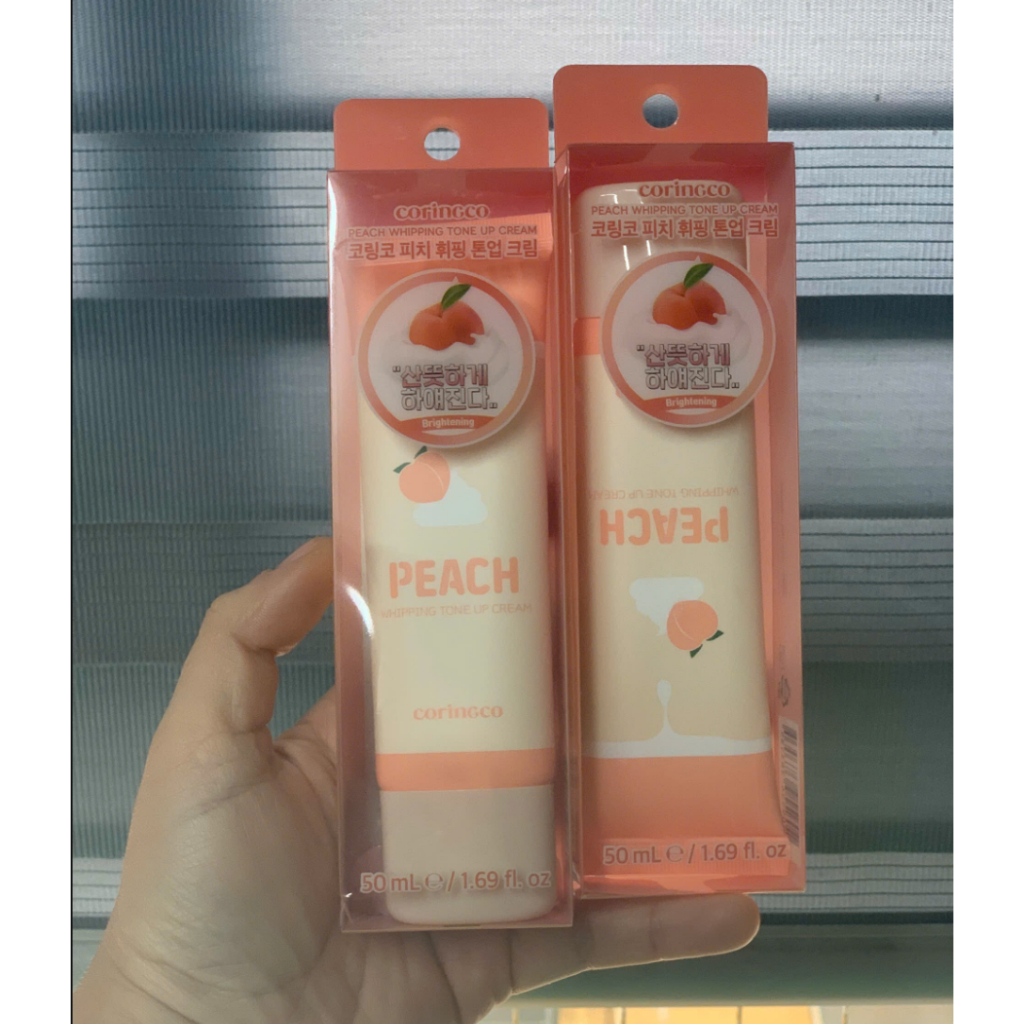 coringco
PEACH WHIPPING TONE UP CREAM
코링코 피치 휘핑 톤업 크림
"산뜻하게
하얘진다"
Brightening
PEACH
WHIPPING TONE UP CREAM
coringco
50 mL ℮ / 1.69 fl. oz
coringco
PEACH WHIPPING TONE UP CREAM
코링코 피치 휘핑 톤업 크림
"산뜻하게
하얘진다"
Brightening
WHIPPING TONE UP CREAM
PEACH
50 mL ℮ / 1.69 fl. oz